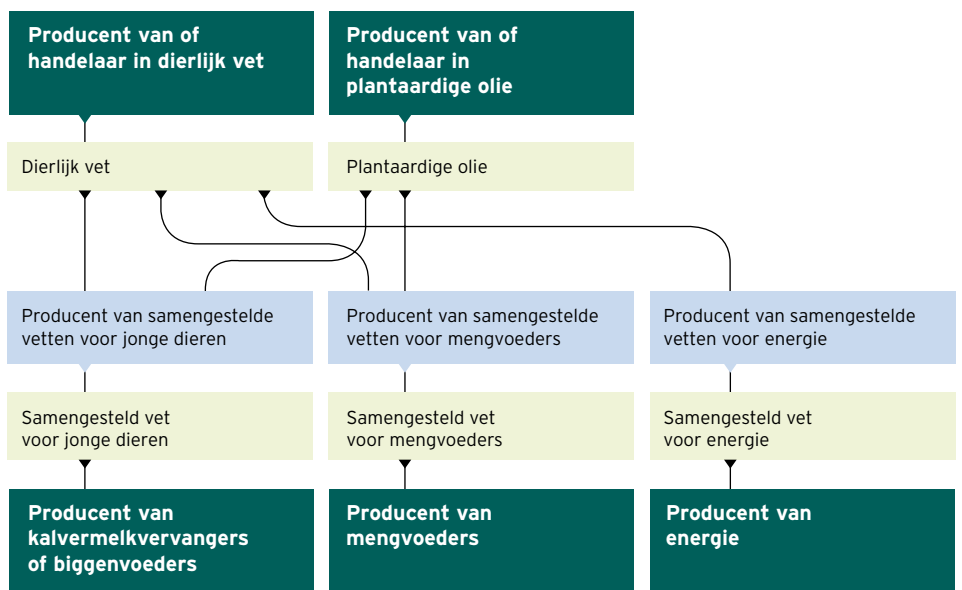 Producent van of
handelaar in dierlijk vet
Producent van of
handelaar in
plantaardige olie
Dierlijk vet
Plantaardige olie
Producent van samengestelde
vetten voor jonge dieren
Producent van samengestelde
vetten voor mengvoeders
Producent van samengestelde
vetten voor energie
Samengesteld vet
voor jonge dieren
Samengesteld vet
voor mengvoeders
Samengesteld vet
voor energie
Producent van
kalvermelkvervangers
of biggenvoeders
Producent van
mengvoeders
Producent van
energie